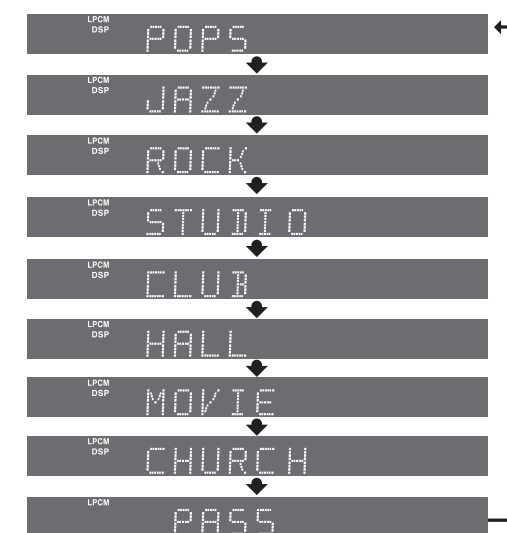 LPCM
DSP
POPS
LPCM
DSP
JAZZ
LPCM
DSP
ROCK
LPCM
DSP
STUDIO
LPCM
DSP
CLUB
LPCM
DSP
HALL
LPCM
DSP
MOVIE
LPCM
DSP
CHURCH
LPCM
PASS